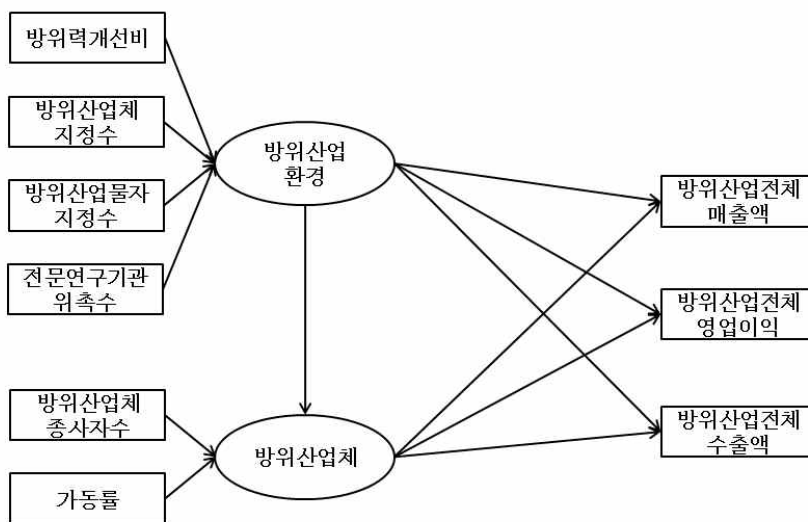 방위력개선비
방위산업체
지정수
방위산업물자
지정수
전문연구기관
위촉수
방위산업체
종사자수
가동률
방위산업
환경
방위산업체
방위산업전체
매출액
방위산업전체
영업이익
방위산업전체
수출액